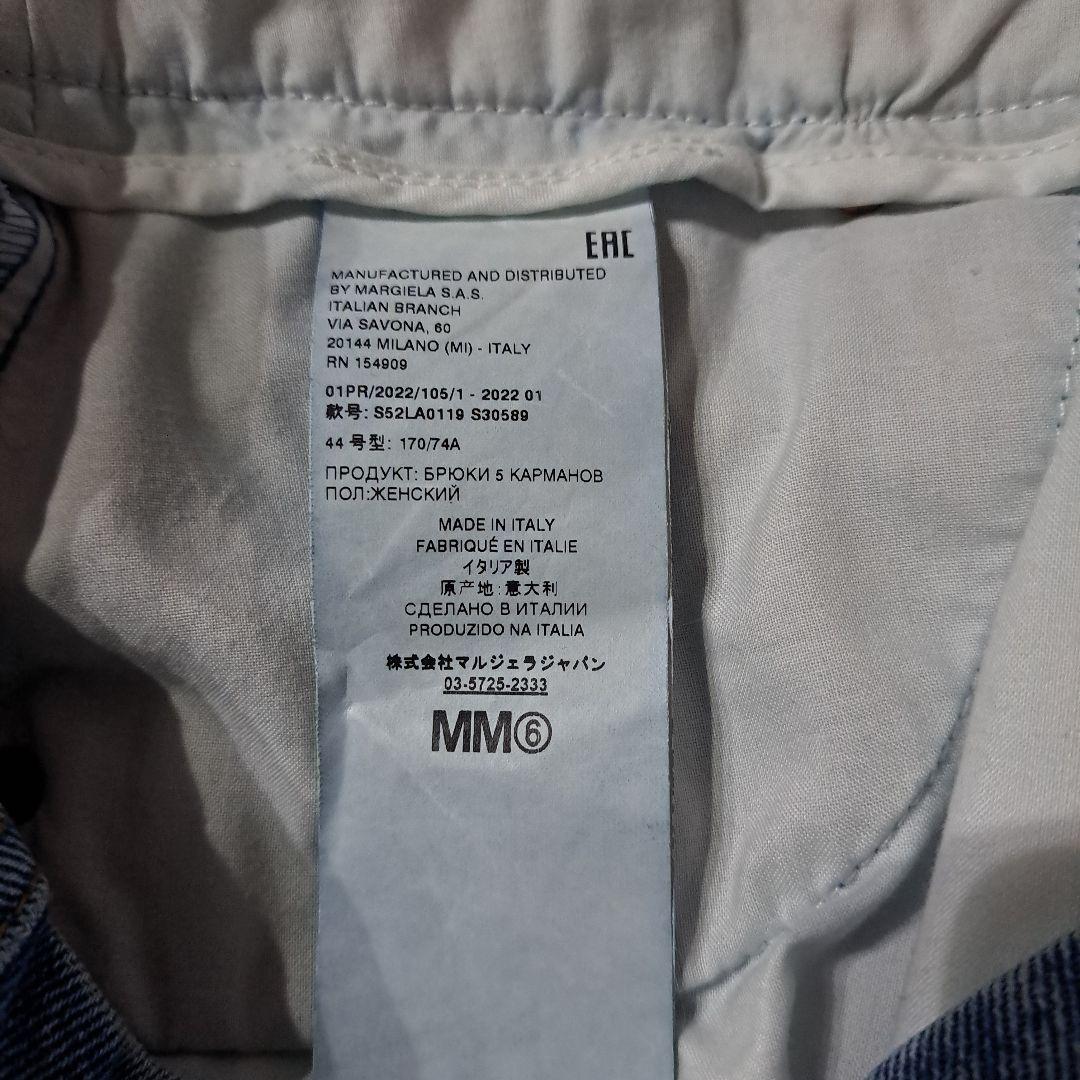 EAC
MANUFACTURED AND DISTRIBUTED
BY MARGIELA S.A.S.
ITALIAN BRANCH
VIA SAVONA, 60
20144 MILANO (MI) - ITALY
RN 154909
01PR/2022/105/1 - 2022 01
款号: S52LA0119 S30589
44 号型: 170/74A
ПРОДУКТ: БРЮКИ 5 КАРМАНОВ
ПОЛ:ЖЕНСКИЙ
MADE IN ITALY
FABRIQUÉ EN ITALIE
イタリア製
原产地:意大利
СДЕЛАНО В ИТАЛИИ
PRODUZIDO NA ITALIA
株式会社マルジェラジャパン
03-5725-2333
MM⑥